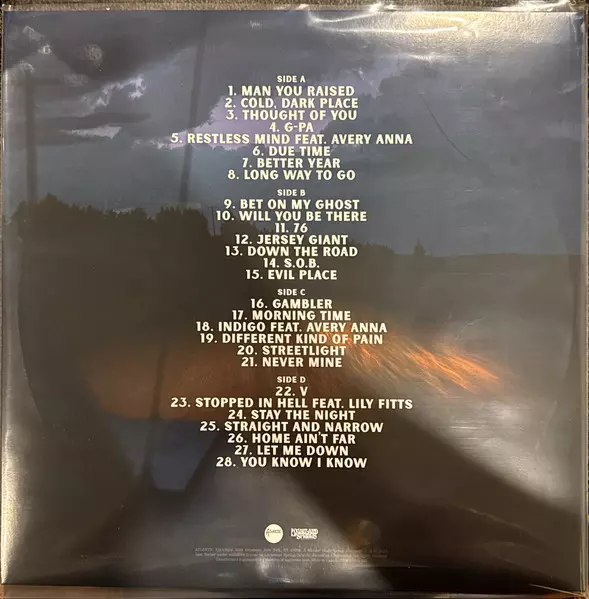 SIDE A
1. MAN YOU RAISED
2. COLD, DARK PLACE
3. THOUGHT OF YOU
4. G-PA
5. RESTLESS MIND FEAT. AVERY ANNA
6. DUE TIME
7. BETTER YEAR
8. LONG WAY TO GO
SIDE B
9. BET ON MY GHOST
10. WILL YOU BE THERE
11. 76
12. JERSEY GIANT
13. DOWN THE ROAD
14. S.O.B.
15. EVIL PLACE
SIDE C
16. GAMBLER
17. MORNING TIME
18. INDIGO FEAT. AVERY ANNA
19. DIFFERENT KIND OF PAIN
20. STREETLIGHT
21. NEVER MINE
SIDE D
22. V
23. STOPPED IN HELL FEAT. LILY FITTS
24. STAY THE NIGHT
25. STRAIGHT AND NARROW
26. HOME AIN'T FAR
27. LET ME DOWN
28. YOU KNOW I KNOW